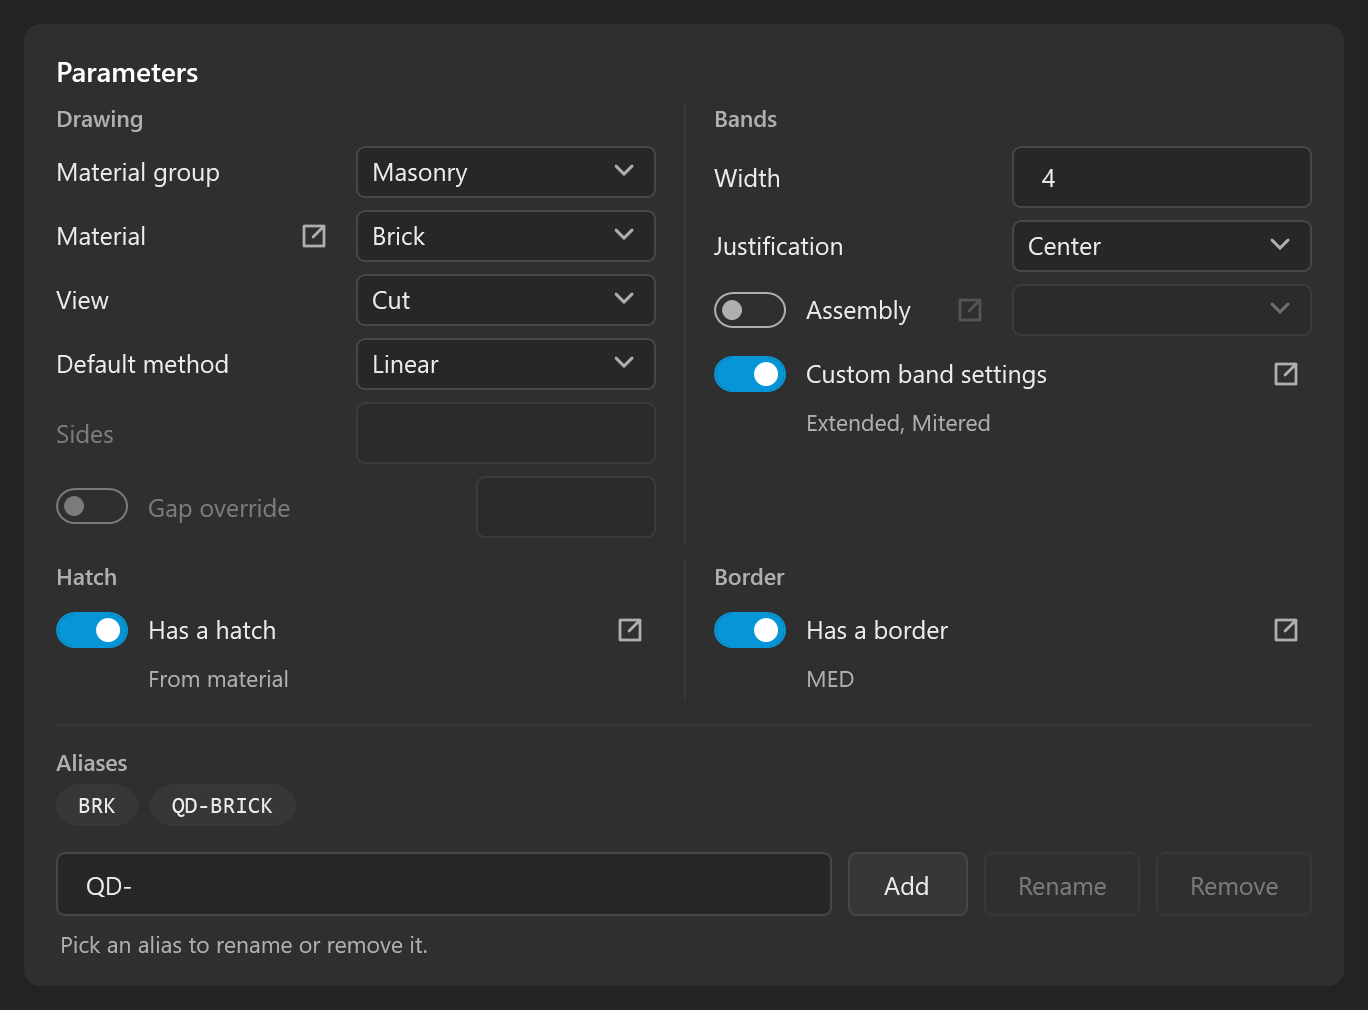 Parameters
Drawing
Material group
Masonry
Material
Brick
View
Cut
Default method
Linear
Sides
Gap override
Bands
Width
4
Justification
Center
Assembly
Custom band settings
Extended, Mitered
Hatch
Has a hatch
From material
Border
Has a border
MED
Aliases
BRK
QD-BRICK
QD-
Add
Rename
Remove
Pick an alias to rename or remove it.